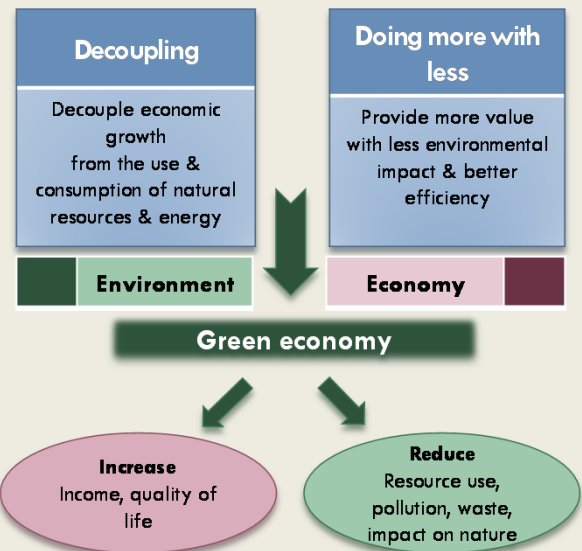 Decoupling
Decouple economic
growth
from the use &
consumption of natural
resources & energy
Doing more with
less
Provide more value
with less environmental
impact & better
efficiency
Environment
Economy
Green economy
Increase
Income, quality of
life
Reduce
Resource use,
pollution, waste,
impact on nature